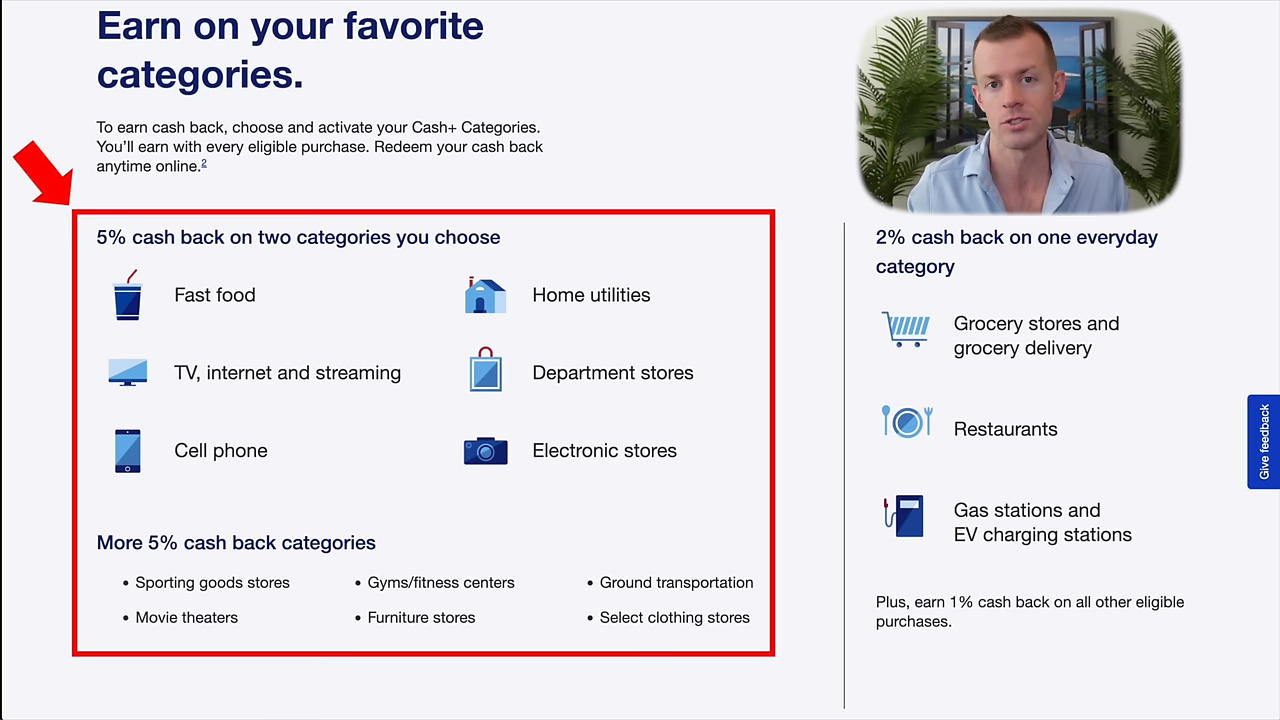 Earn on your favorite
categories.
To earn cash back, choose and activate your Cash+ Categories.
You’ll earn with every eligible purchase. Redeem your cash back
anytime online.2
5% cash back on two categories you choose
Fast food
Home utilities
TV, internet and streaming
Department stores
Cell phone
Electronic stores
More 5% cash back categories
• Sporting goods stores
• Gyms/fitness centers
• Ground transportation
• Movie theaters
• Furniture stores
• Select clothing stores
2% cash back on one everyday
category
Grocery stores and
grocery delivery
Restaurants
Gas stations and
EV charging stations
Plus, earn 1% cash back on all other eligible
purchases.
Give feedback